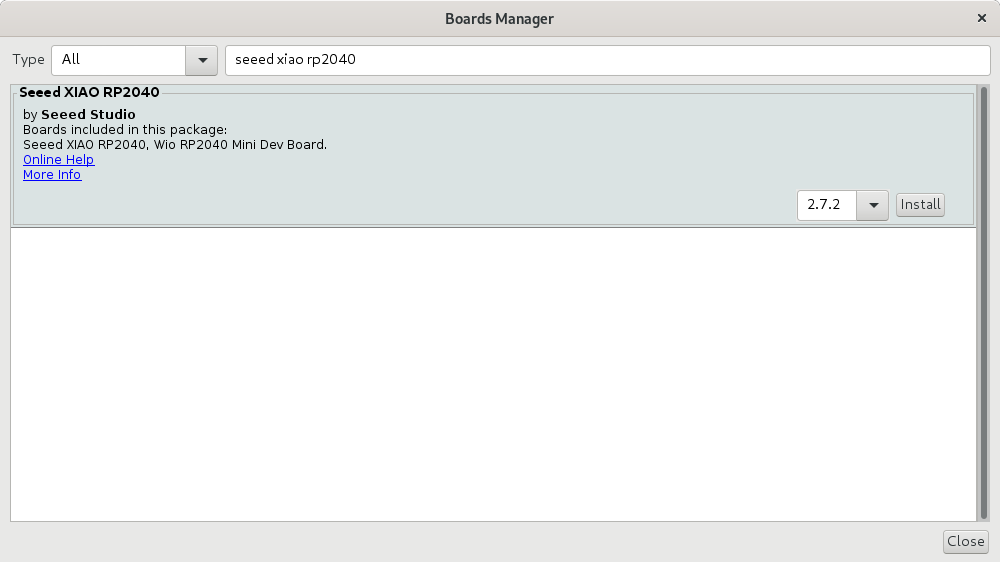 Boards Manager
×
Type All seeed xiao rp2040
Seeed XIAO RP2040
by Seeed Studio
Boards included in this package:
Seeed XIAO RP2040, Wio RP2040 Mini Dev Board.
Online Help
More Info
2.7.2 Install
Close